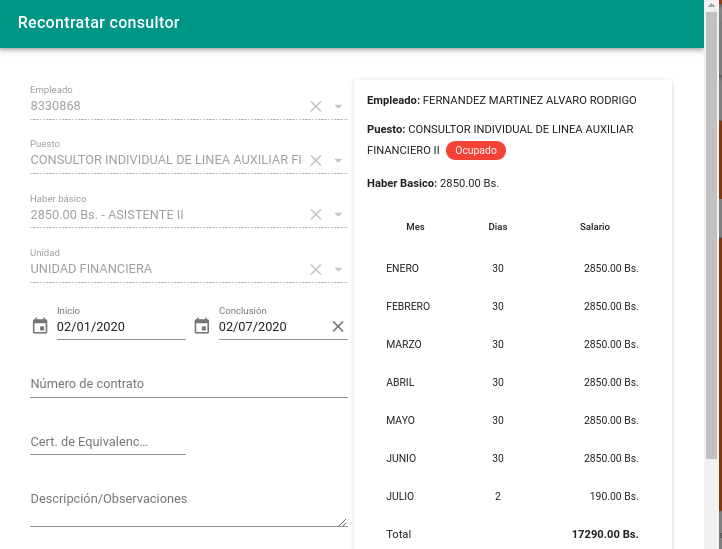 Recontratar consultor
Empleado
8330868
Puesto
CONSULTOR INDIVIDUAL DE LINEA AUXILIAR FI
Haber básico
2850.00 Bs. - ASISTENTE II
Unidad
UNIDAD FINANCIERA
Inicio
02/01/2020
Conclusión
02/07/2020
Número de contrato
Cert. de Equivalenc...
Descripción/Observaciones
Empleado: FERNANDEZ MARTINEZ ALVARO RODRIGO
Puesto: CONSULTOR INDIVIDUAL DE LINEA AUXILIAR
FINANCIERO II Ocupado
Haber Basico: 2850.00 Bs.
Mes Dias Salario
ENERO 30 2850.00 Bs.
FEBRERO 30 2850.00 Bs.
MARZO 30 2850.00 Bs.
ABRIL 30 2850.00 Bs.
MAYO 30 2850.00 Bs.
JUNIO 30 2850.00 Bs.
JULIO 2 190.00 Bs.
Total 17290.00 Bs.